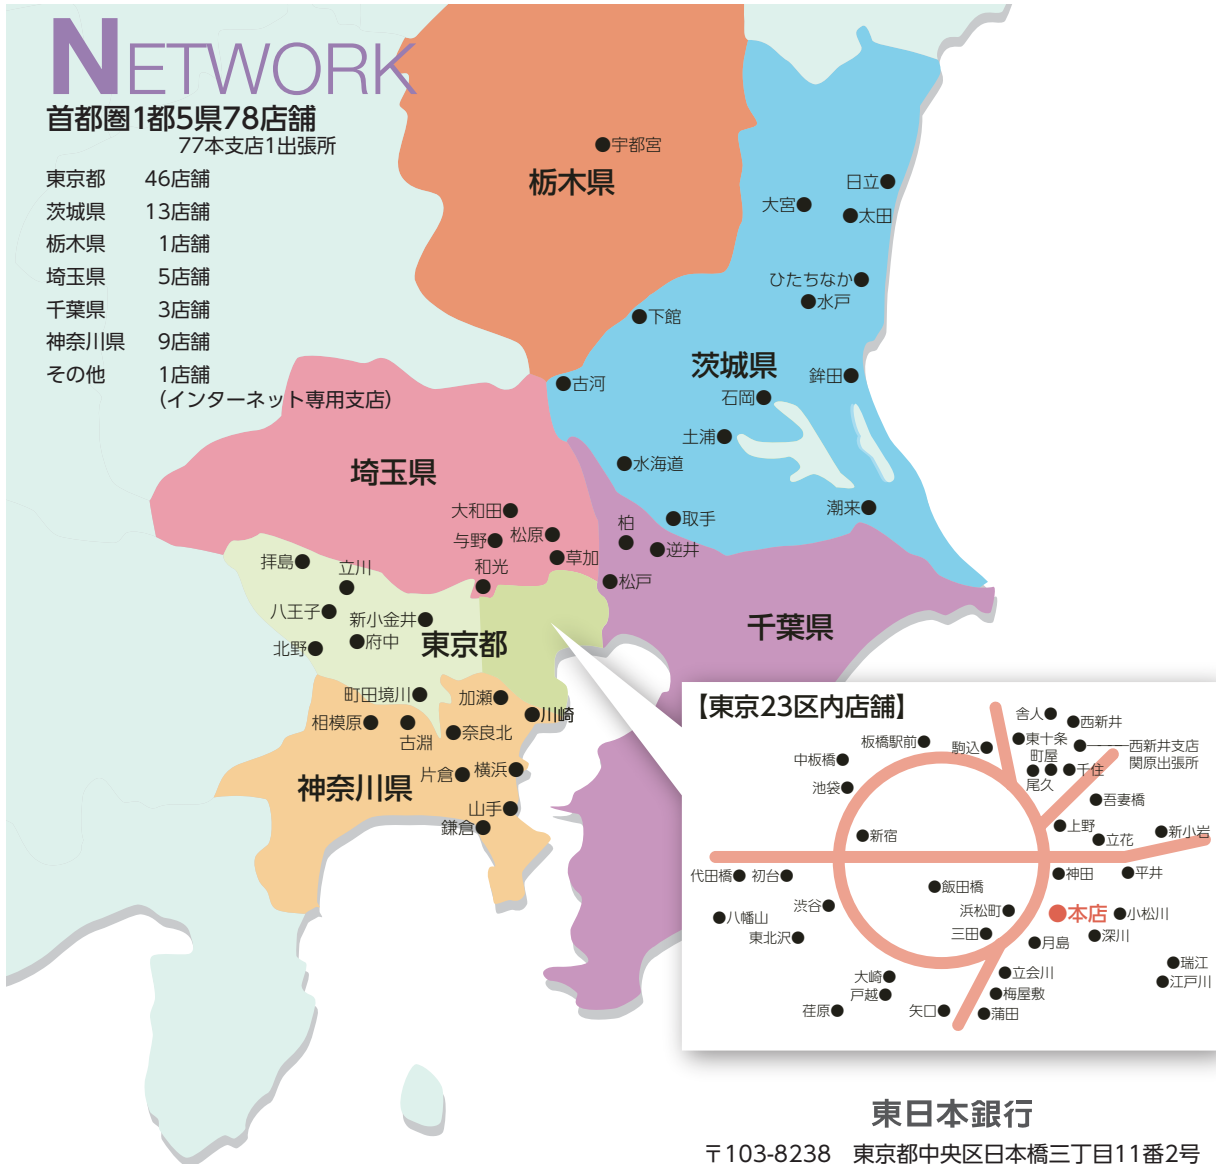 NETWORK
首都圏1都5県78店舗
77本支店1出張所
東京都 46店舗
茨城県 13店舗
栃木県 1店舗
埼玉県 5店舗
千葉県 3店舗
神奈川県 9店舗
その他 1店舗
（インターネット専用支店）
宇都宮
栃木県
日立
大宮
太田
ひたちなか
水戸
下館
茨城県
鉾田
古河
石岡
土浦
水海道
潮来
取手
埼玉県
大和田
与野
松原
草加
和光
柏
逆井
松戸
千葉県
拝島
立川
八王子
新小金井
府中
北野
東京都
町田境川
加瀬
川崎
相模原
古淵
奈良北
片倉
横浜
神奈川県
山手
鎌倉
【東京23区内店舗】
舎人
西新井
板橋駅前
駒込
東十条
西新井支店
関原出張所
中板橋
町屋
尾久
千住
池袋
吾妻橋
新宿
上野
立花
新小岩
代田橋
初台
神田
平井
飯田橋
渋谷
浜松町
本店
小松川
八幡山
東北沢
三田
月島
深川
瑞江
江戸川
大崎
戸越
立会川
梅屋敷
荏原
矢口
蒲田
東日本銀行
〒103-8238 東京都中央区日本橋三丁目11番2号